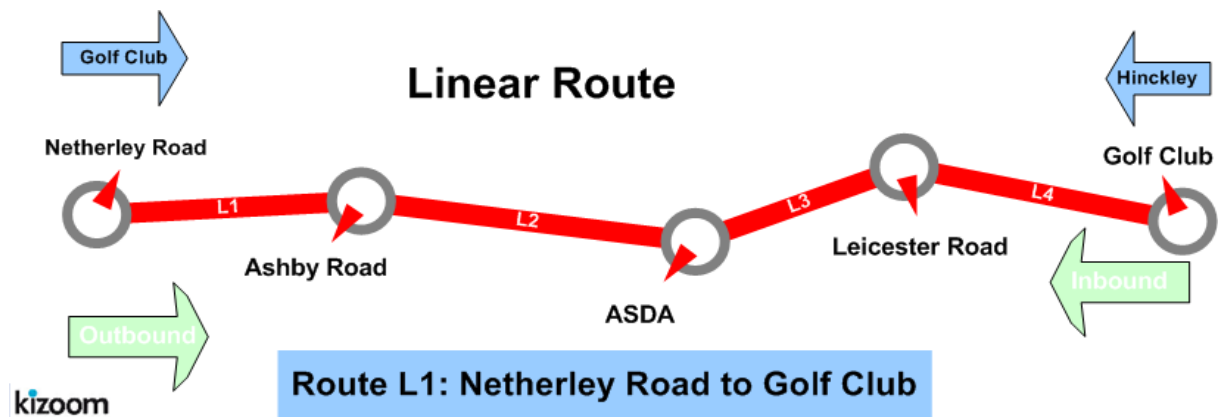 Golf Club
Linear Route
Hinckley
Netherley Road
Golf Club
L1
L2
L3
L4
Ashby Road
Leicester Road
ASDA
Inbound
Outbound
Route L1: Netherley Road to Golf Club
kizoom